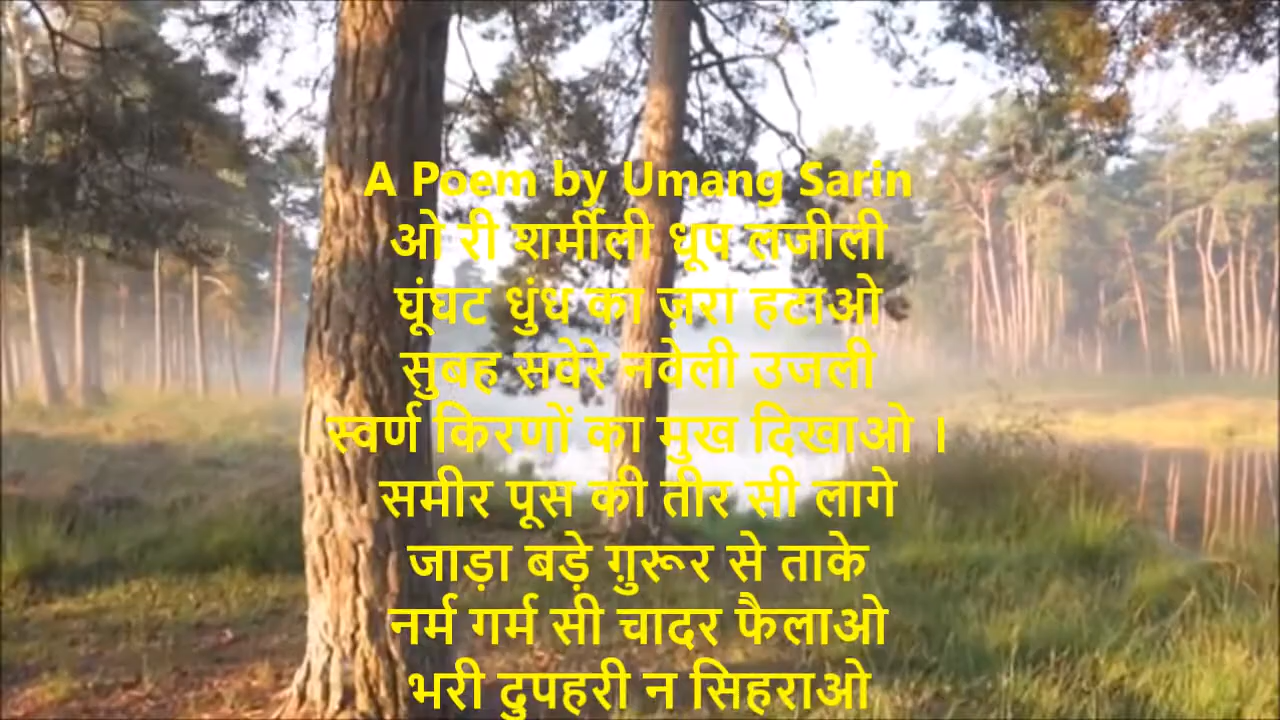 A Poem by Umang Sarin
ओ री शर्मीली धूप लजीली
घूंघट धुंध का ज़रा हटाओ
सुबह सवेरे नवेली उजली
स्वर्ण किरणों का मुख दिखाओ ।
समीर पूस की तीर सी लागे
जाड़ा बड़े ग़ुरूर से ताके
नर्म गर्म सी चादर फैलाओ
भरी दुपहरी न सिहराओ